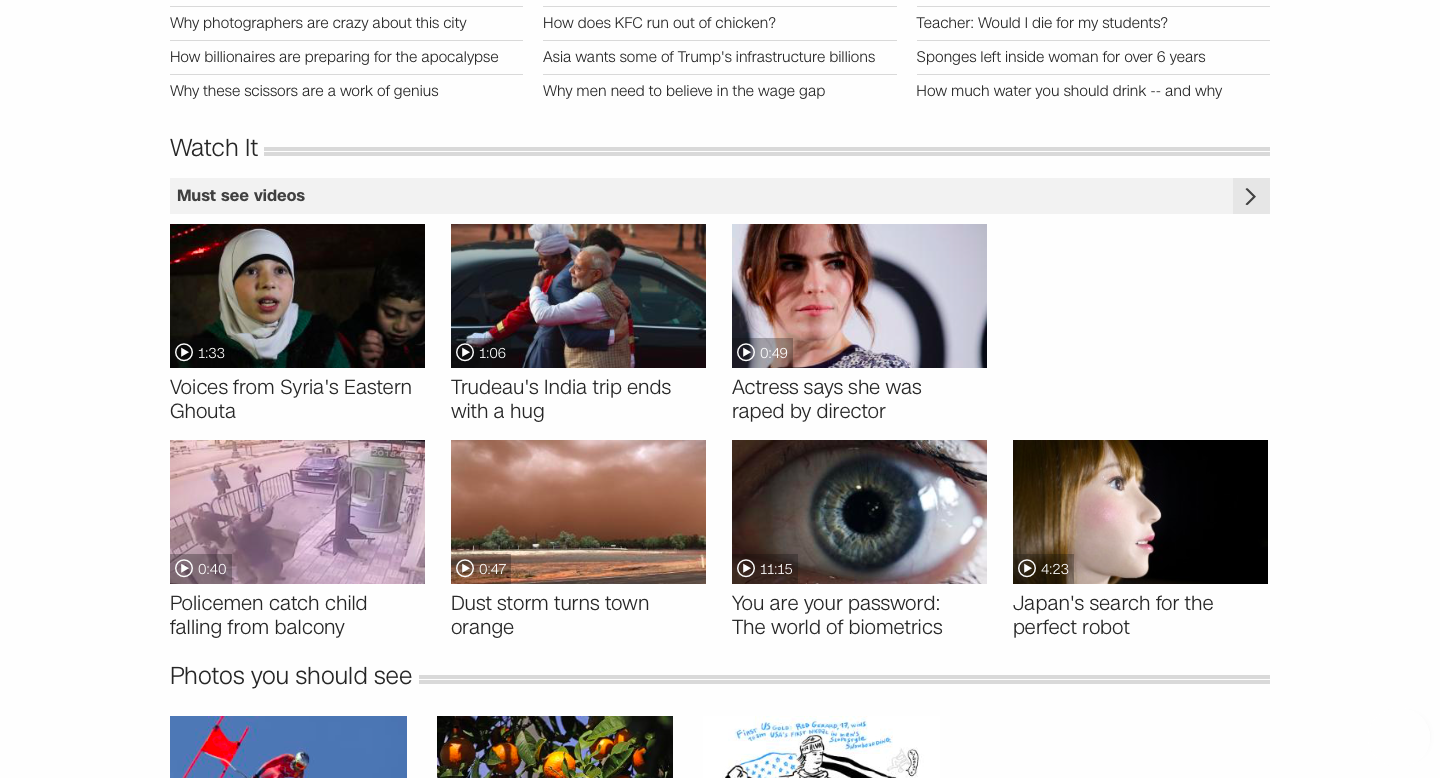 Why photographers are crazy about this city
How does KFC run out of chicken?
Teacher: Would I die for my students?
How billionaires are preparing for the apocalypse
Asia wants some of Trump's infrastructure billions
Sponges left inside woman for over 6 years
Why these scissors are a work of genius
Why men need to believe in the wage gap
How much water you should drink -- and why
Watch It
Must see videos
1:33
1:06
0:49
Voices from Syria's Eastern
Ghouta
Trudeau's India trip ends
with a hug
Actress says she was
raped by director
0:40
0:47
11:15
4:23
Policemen catch child
falling from balcony
Dust storm turns town
orange
You are your password:
The world of biometrics
Japan's search for the
perfect robot
Photos you should see
FIRST US GOLD: RED GERARD, 17, WINS
USA'S FIRST MEDAL IN MEN'S